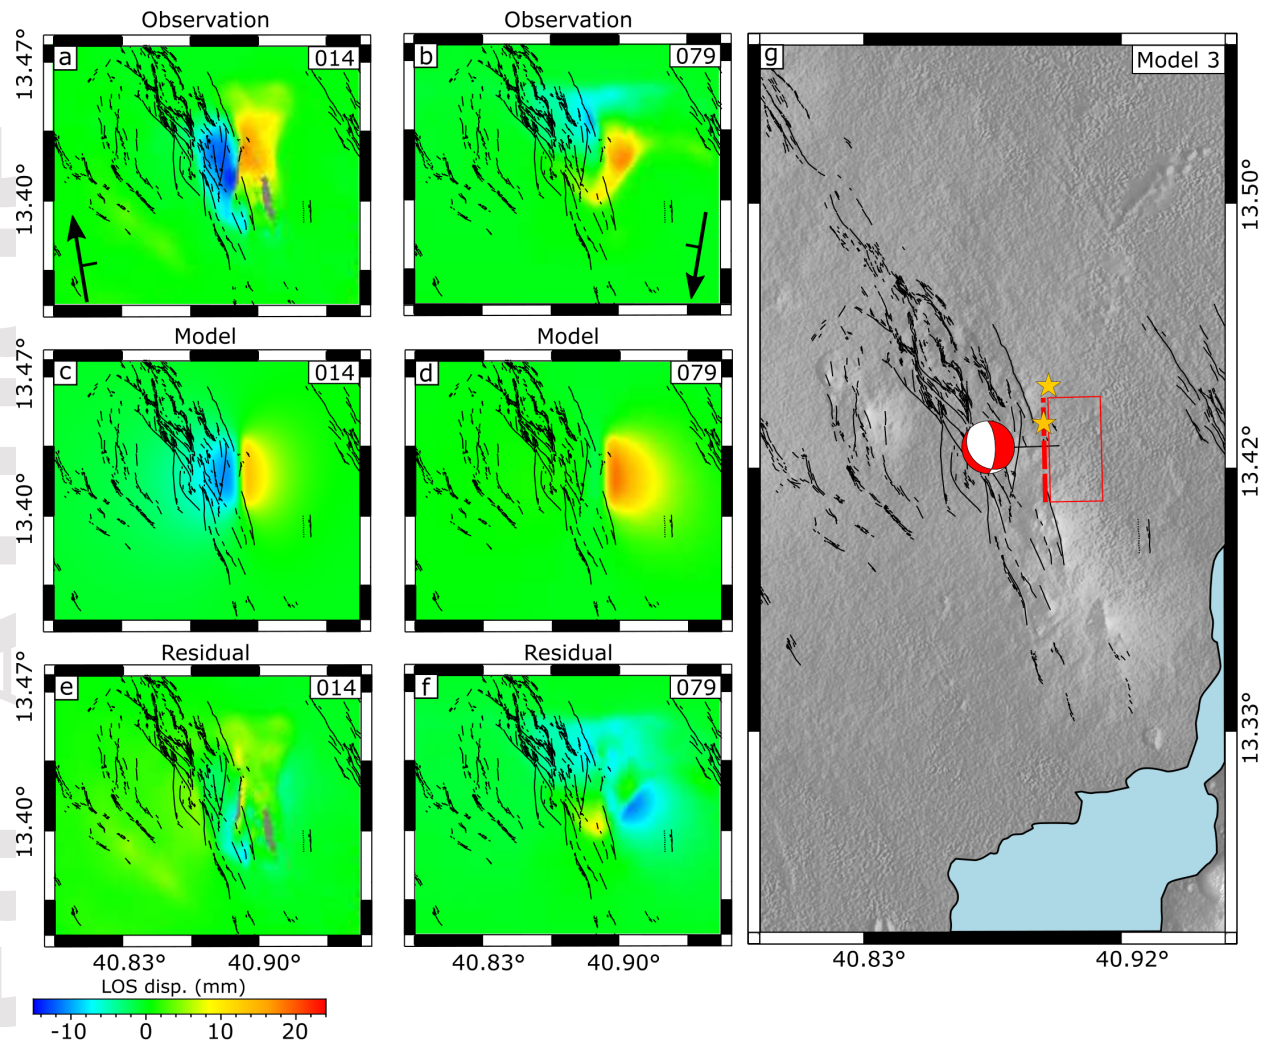 Observation
a
014
13.47°
13.40°
Observation
b
079
Model
c
014
13.47°
13.40°
Model
d
079
Residual
e
014
13.47°
13.40°
40.83°
40.90°
Residual
f
079
40.83°
40.90°
LOS disp. (mm)
-10
0
10
20
g
Model 3
13.50°
13.42°
13.33°
40.83°
40.92°